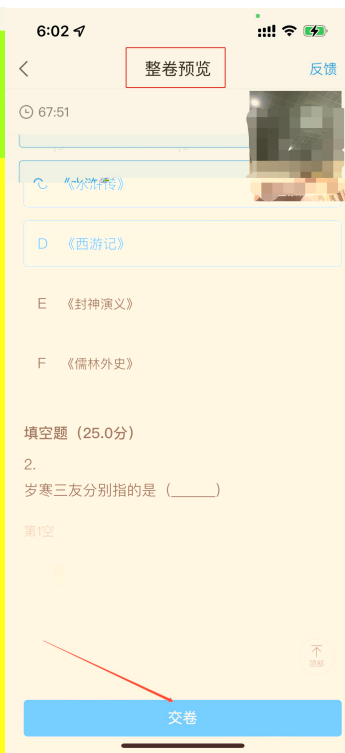 6:02
整卷预览
反馈
67:51
C 《水浒传》
D 《西游记》
E 《封神演义》
F 《儒林外史》
填空题（25.0分）
2.
岁寒三友分别指的是（_____）
第1空
顶部
交卷